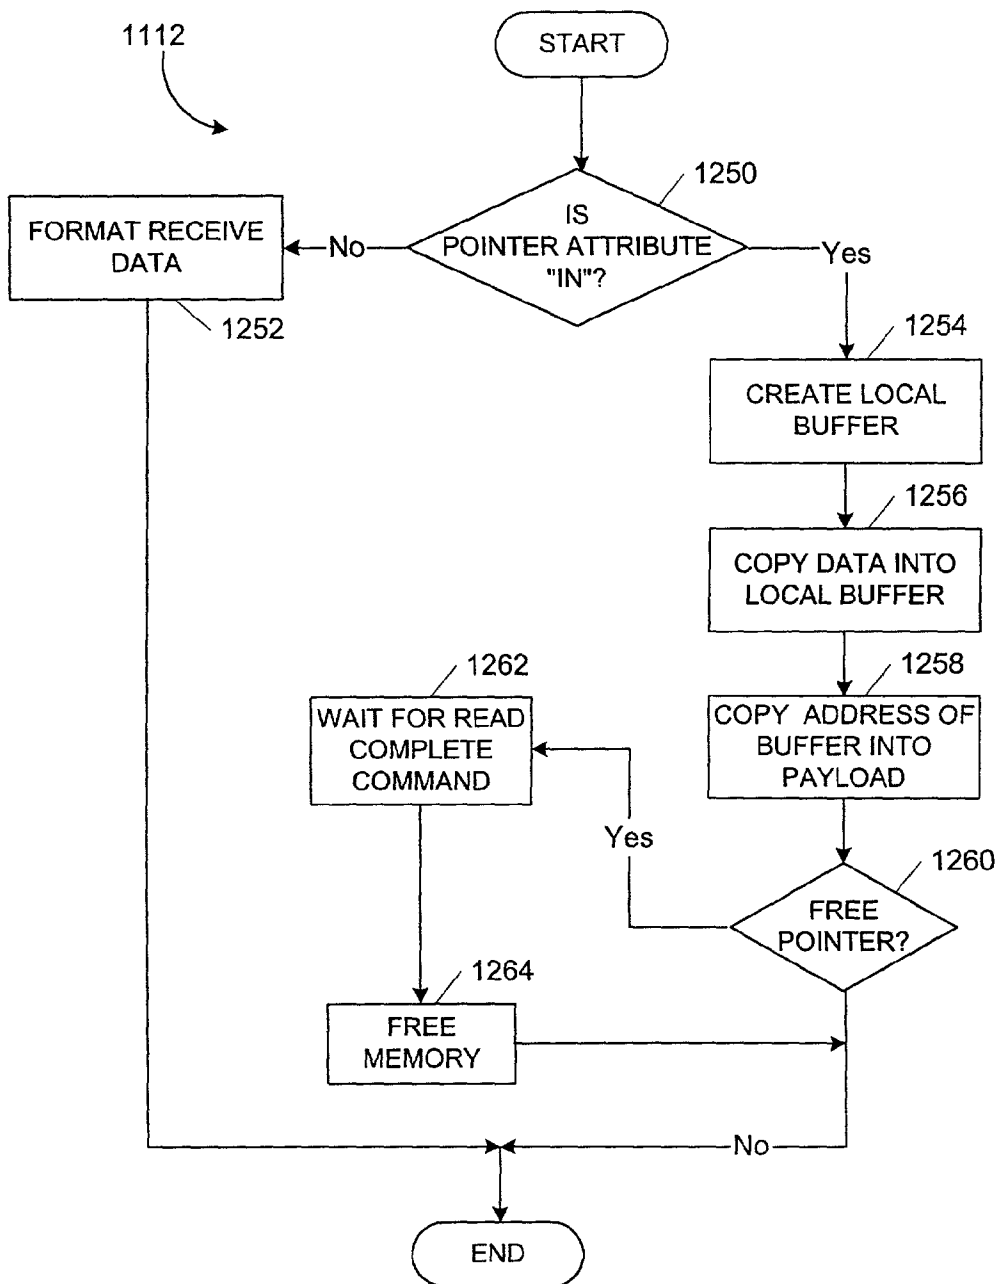 1112
START
1250
IS
POINTER ATTRIBUTE
"IN"?
No
Yes
FORMAT RECEIVE
DATA
1252
1254
CREATE LOCAL
BUFFER
1256
COPY DATA INTO
LOCAL BUFFER
1258
COPY ADDRESS OF
BUFFER INTO
PAYLOAD
1262
WAIT FOR READ
COMPLETE
COMMAND
Yes
1260
FREE
POINTER?
1264
FREE
MEMORY
No
END